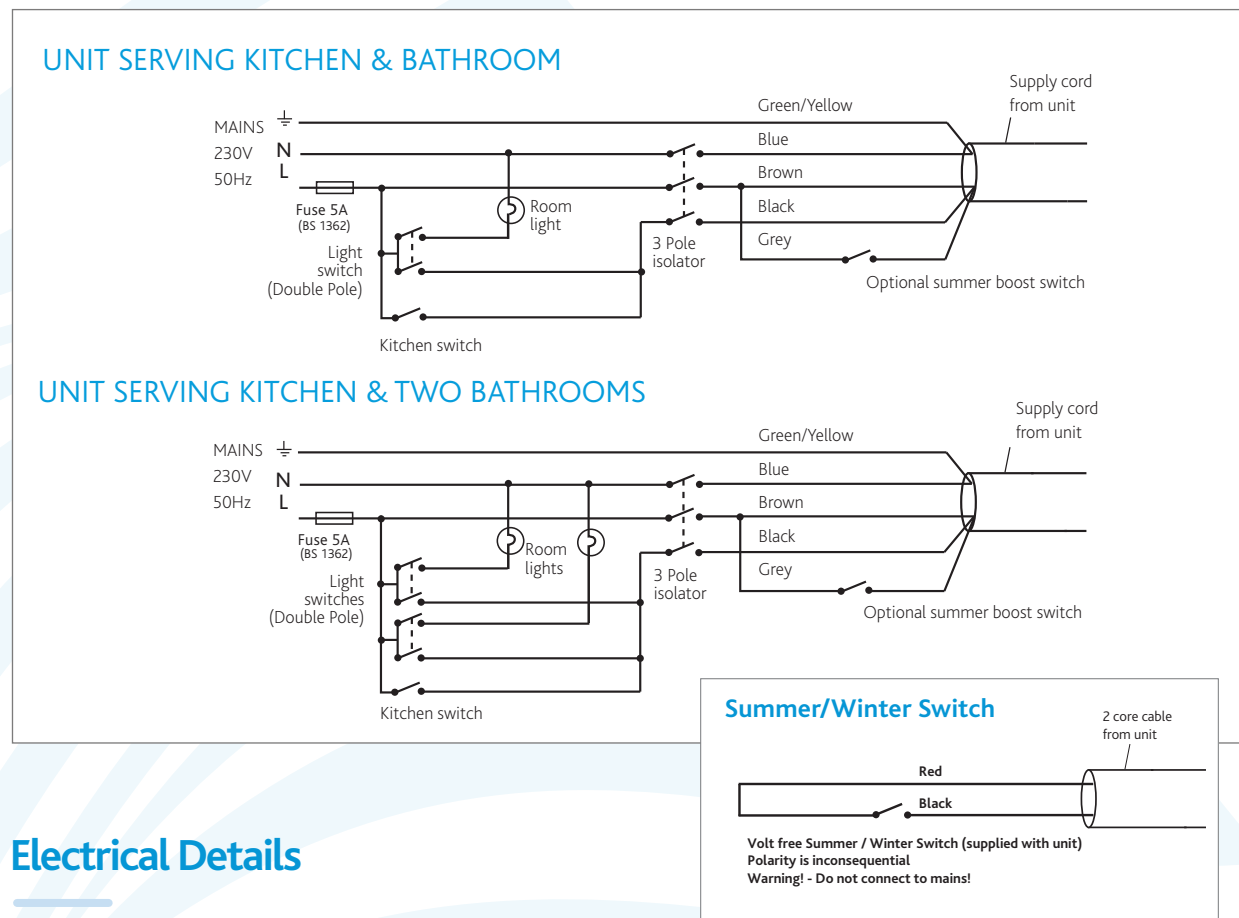 UNIT SERVING KITCHEN & BATHROOM
Supply cord
from unit
Green/Yellow
MAINS
230V
50Hz
N
L
Blue
Brown
Black
Grey
Fuse 5A
(BS 1362)
Room
light
Light
switch
(Double Pole)
3 Pole
isolator
Optional summer boost switch
Kitchen switch
UNIT SERVING KITCHEN & TWO BATHROOMS
Supply cord
from unit
Green/Yellow
MAINS
230V
50Hz
N
L
Blue
Brown
Black
Grey
Fuse 5A
(BS 1362)
Room
lights
Light
switches
(Double Pole)
3 Pole
isolator
Optional summer boost switch
Kitchen switch
Summer/Winter Switch
2 core cable
from unit
Red
Black
Volt free Summer / Winter Switch (supplied with unit)
Polarity is inconsequential
Warning! - Do not connect to mains!
Electrical Details